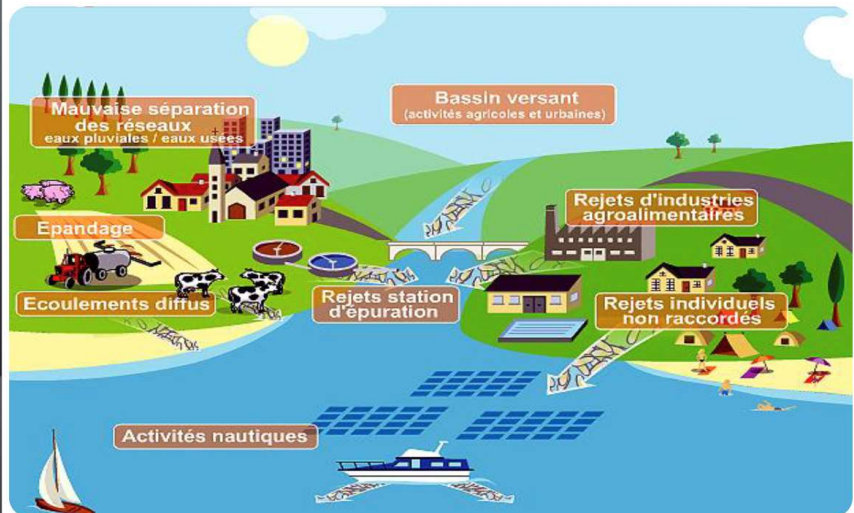 Mauvaise séparation
des réseaux
eaux pluviales / eaux usées
Bassin versant
(activités agricoles et urbaines)
Rejets d'industries
agroalimentaires
Epandage
Ecoulements diffus
Rejets station
d'épuration
Rejets individuels
non raccordés
Activités nautiques